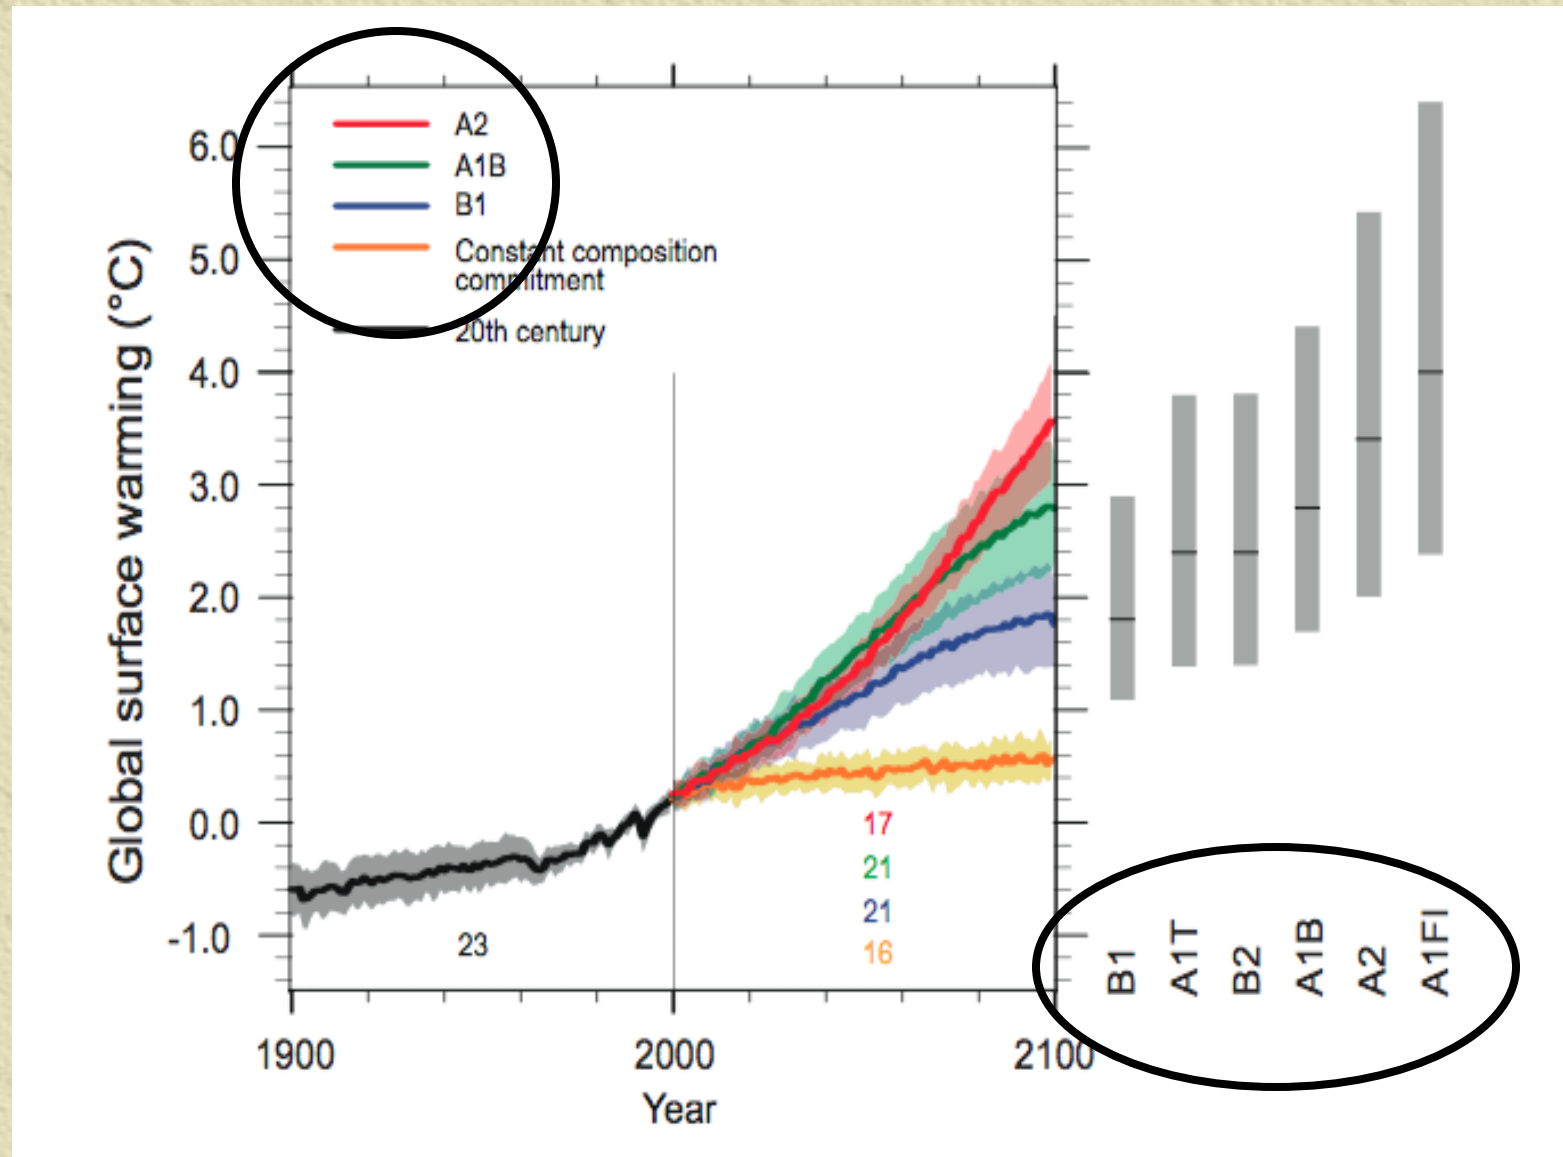 A2
A1B
B1
Constant composition
commitment
20th century
Global surface warming (°C)
6.0
5.0
4.0
3.0
2.0
1.0
0.0
-1.0
17
21
21
16
23
1900
2000
2100
Year
B1
A1T
B2
A1B
A2
A1FI